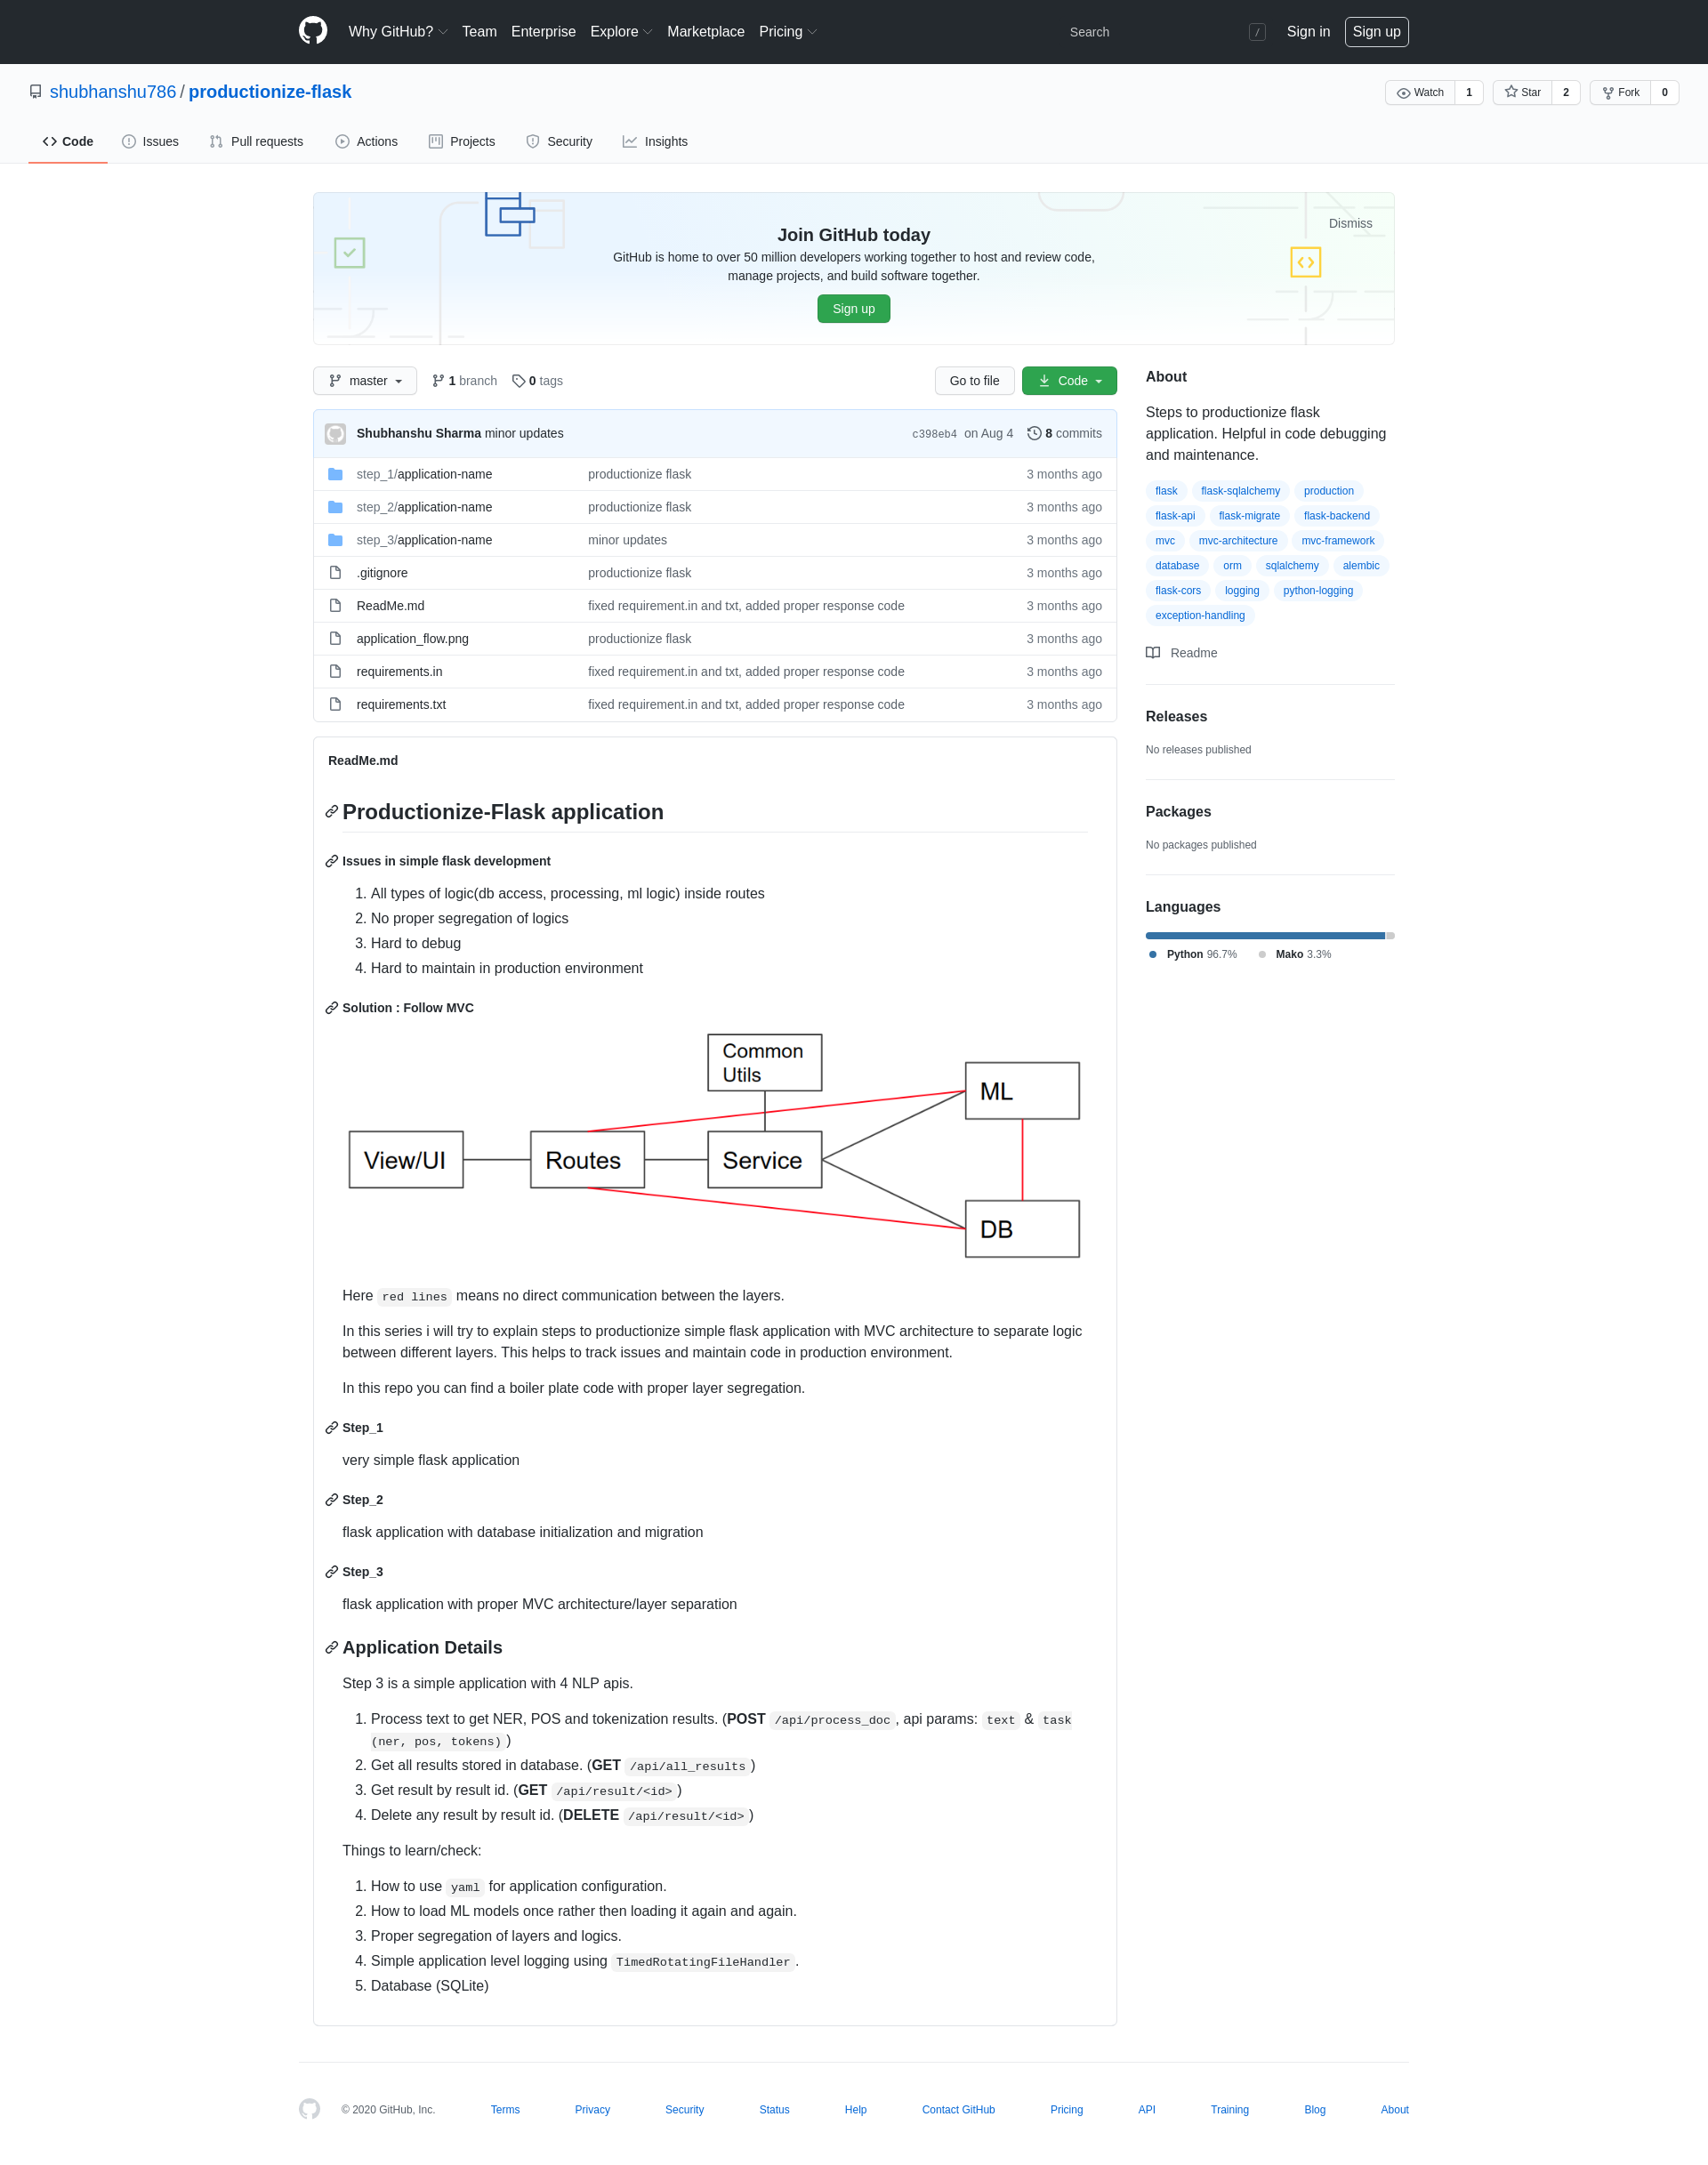 Why GitHub? Team Enterprise Explore Marketplace Pricing Search / Sign in Sign up
shubhanshu786 / productionize-flask Watch 1 Star 2 Fork 0
Code Issues Pull requests Actions Projects Security Insights
Dismiss
Join GitHub today
GitHub is home to over 50 million developers working together to host and review code,
manage projects, and build software together.
Sign up
master 1 branch 0 tags Go to file Code
Shubhanshu Sharma minor updates c398eb4 on Aug 4 8 commits
step_1/application-name productionize flask 3 months ago
step_2/application-name productionize flask 3 months ago
step_3/application-name minor updates 3 months ago
.gitignore productionize flask 3 months ago
ReadMe.md fixed requirement.in and txt, added proper response code 3 months ago
application_flow.png productionize flask 3 months ago
requirements.in fixed requirement.in and txt, added proper response code 3 months ago
requirements.txt fixed requirement.in and txt, added proper response code 3 months ago
ReadMe.md
Productionize-Flask application
Issues in simple flask development
1. All types of logic(db access, processing, ml logic) inside routes
2. No proper segregation of logics
3. Hard to debug
4. Hard to maintain in production environment
Solution : Follow MVC
Common
Utils
ML
View/UI Routes Service
DB
Here red lines means no direct communication between the layers.
In this series i will try to explain steps to productionize simple flask application with MVC architecture to separate logic
between different layers. This helps to track issues and maintain code in production environment.
In this repo you can find a boiler plate code with proper layer segregation.
Step_1
very simple flask application
Step_2
flask application with database initialization and migration
Step_3
flask application with proper MVC architecture/layer separation
Application Details
Step 3 is a simple application with 4 NLP apis.
1. Process text to get NER, POS and tokenization results. (POST /api/process_doc, api params: text & task
(ner, pos, tokens) )
2. Get all results stored in database. (GET /api/all_results )
3. Get result by result id. (GET /api/result/<id> )
4. Delete any result by result id. (DELETE /api/result/<id> )
Things to learn/check:
1. How to use yaml for application configuration.
2. How to load ML models once rather then loading it again and again.
3. Proper segregation of layers and logics.
4. Simple application level logging using TimedRotatingFileHandler.
5. Database (SQLite)
About
Steps to productionize flask
application. Helpful in code debugging
and maintenance.
flask flask-sqlalchemy production
flask-api flask-migrate flask-backend
mvc mvc-architecture mvc-framework
database orm sqlalchemy alembic
flask-cors logging python-logging
exception-handling
Readme
Releases
No releases published
Packages
No packages published
Languages
Python 96.7% Mako 3.3%
© 2020 GitHub, Inc. Terms Privacy Security Status Help Contact GitHub Pricing API Training Blog About